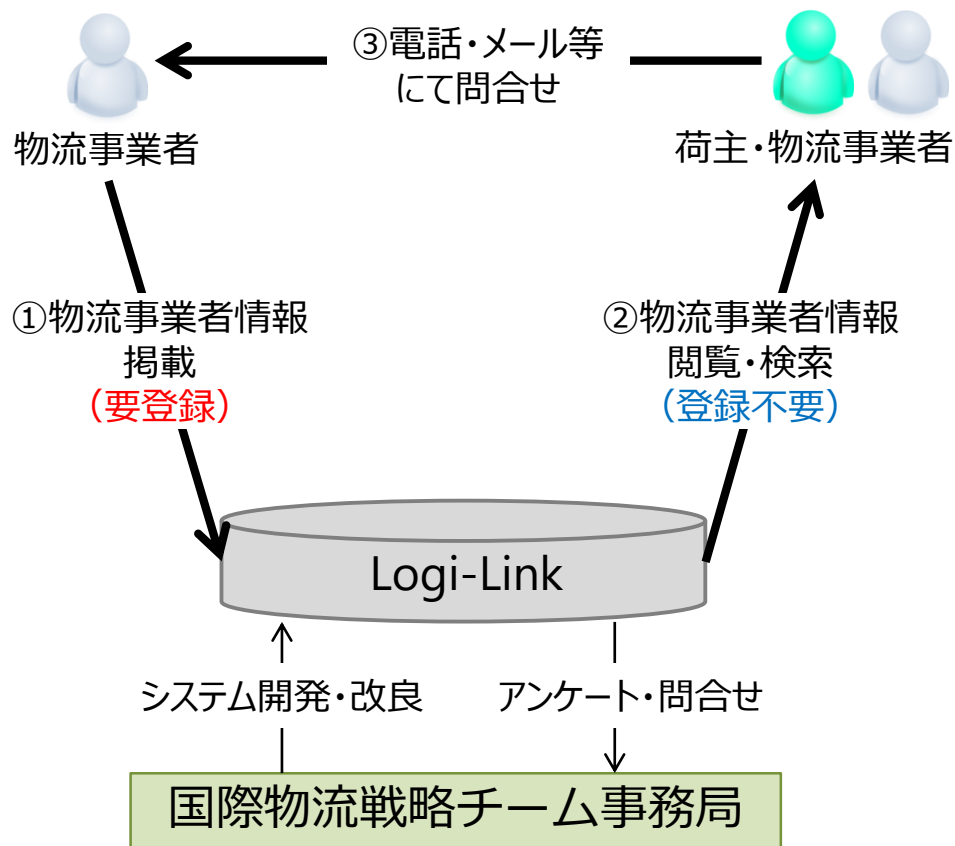 ③電話・メール等
にて問合せ
物流事業者
荷主・物流事業者
①物流事業者情報
掲載
（要登録）
②物流事業者情報
閲覧・検索
（登録不要）
Logi-Link
システム開発・改良
アンケート・問合せ
国際物流戦略チーム事務局